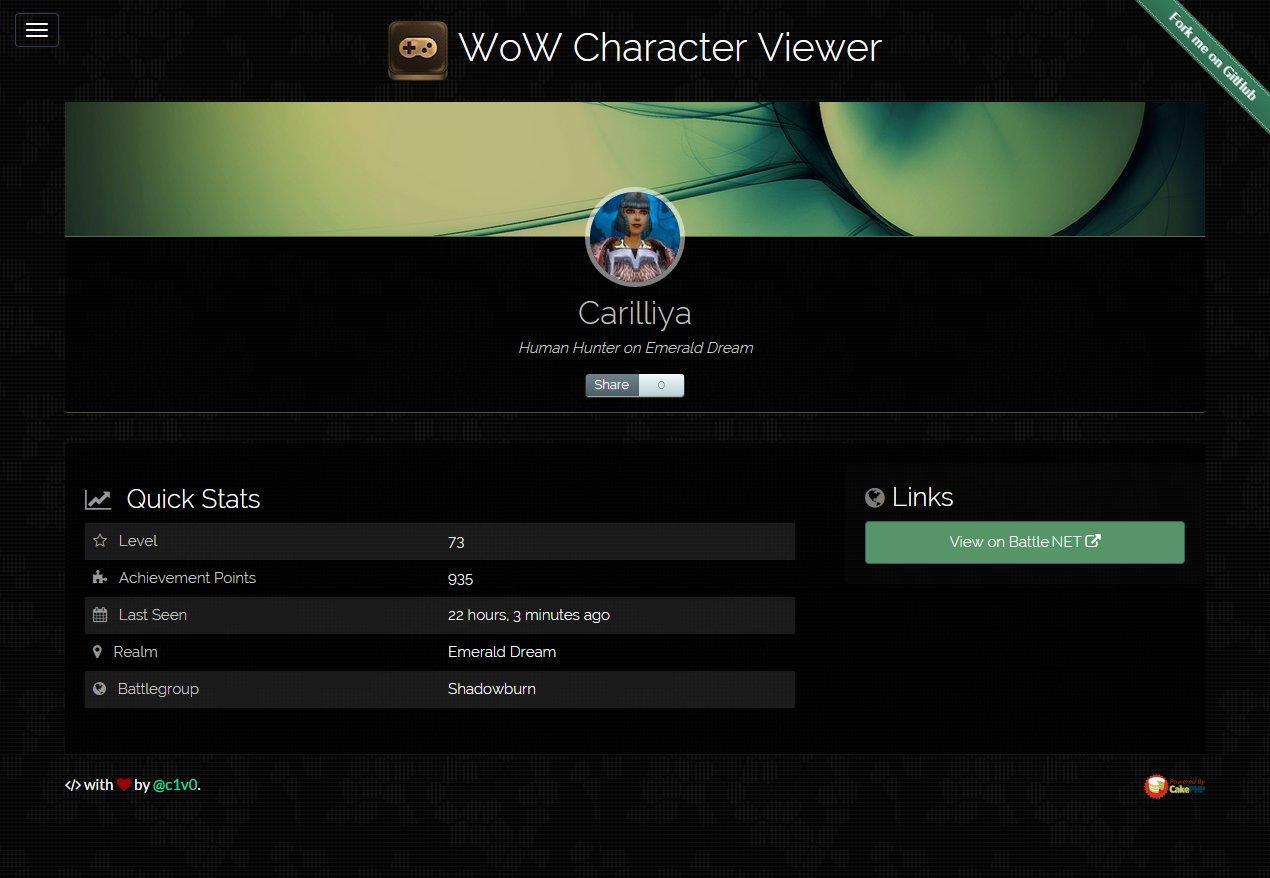 WoW Character Viewer
Fork me on GitHub
Carilliya
Human Hunter on Emerald Dream
Share 0
Quick Stats
Level 73
Achievement Points 935
Last Seen 22 hours, 3 minutes ago
Realm Emerald Dream
Battlegroup Shadowburn
Links
View on Battle.NET
</> with ❤ by @c1v0.
Powered By
CakePHP